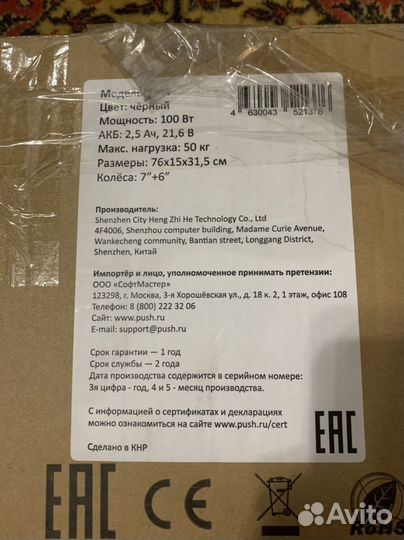 Модель:
Цвет: чёрный
Мощность: 100 Вт
АКБ: 2,5 Ач, 21,6 В
Макс. нагрузка: 50 кг
Размеры: 76х15х31,5 см
Колёса: 7”+6”
4 630043 521376
Производитель:
Shenzhen City Heng Zhi He Technology Co., Ltd
4F4006, Shenzhou computer building, Madame Curie Avenue,
Wankecheng community, Bantian street, Longgang District,
Shenzhen, Китай
Импортёр и лицо, уполномоченное принимать претензии:
ООО «СофтМастер»
123298, г. Москва, 3-я Хорошёвская ул., д. 18 к. 2, 1 этаж, офис 108
Телефон: 8 (800) 222 32 06
Сайт: www.push.ru
E-mail: support@push.ru
Срок гарантии — 1 год
Срок службы — 2 года
Дата производства содержится в серийном номере:
3я цифра - год, 4 и 5 - месяц производства.
С информацией о сертификатах и декларациях
можно ознакомиться на сайте www.push.ru/cert
Сделано в КНР
EAC
EAC CE
RoHS
Avito